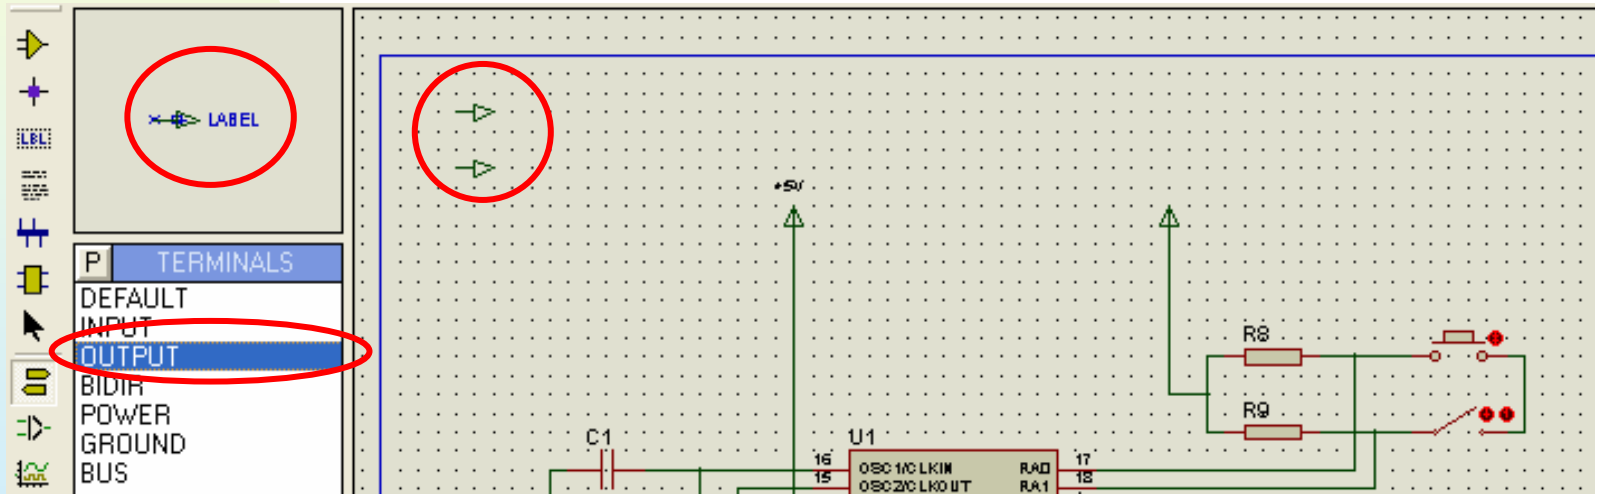 LBL
LABEL
P TERMINALS
DEFAULT
INPUT
OUTPUT
BIDIR
POWER
GROUND
BUS
+5V
R8
R9
C1
U1
16
15
OSC1/CLKIN
OSC2/CLKOUT
RA0
RA1
17
18